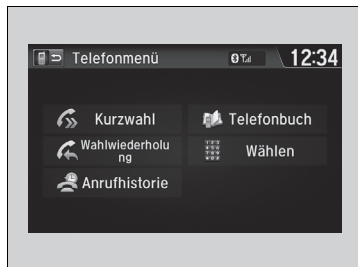 Telefonmenü
12:34
Kurzwahl
Telefonbuch
Wahlwiederholu
ng
Wählen
Anrufhistorie